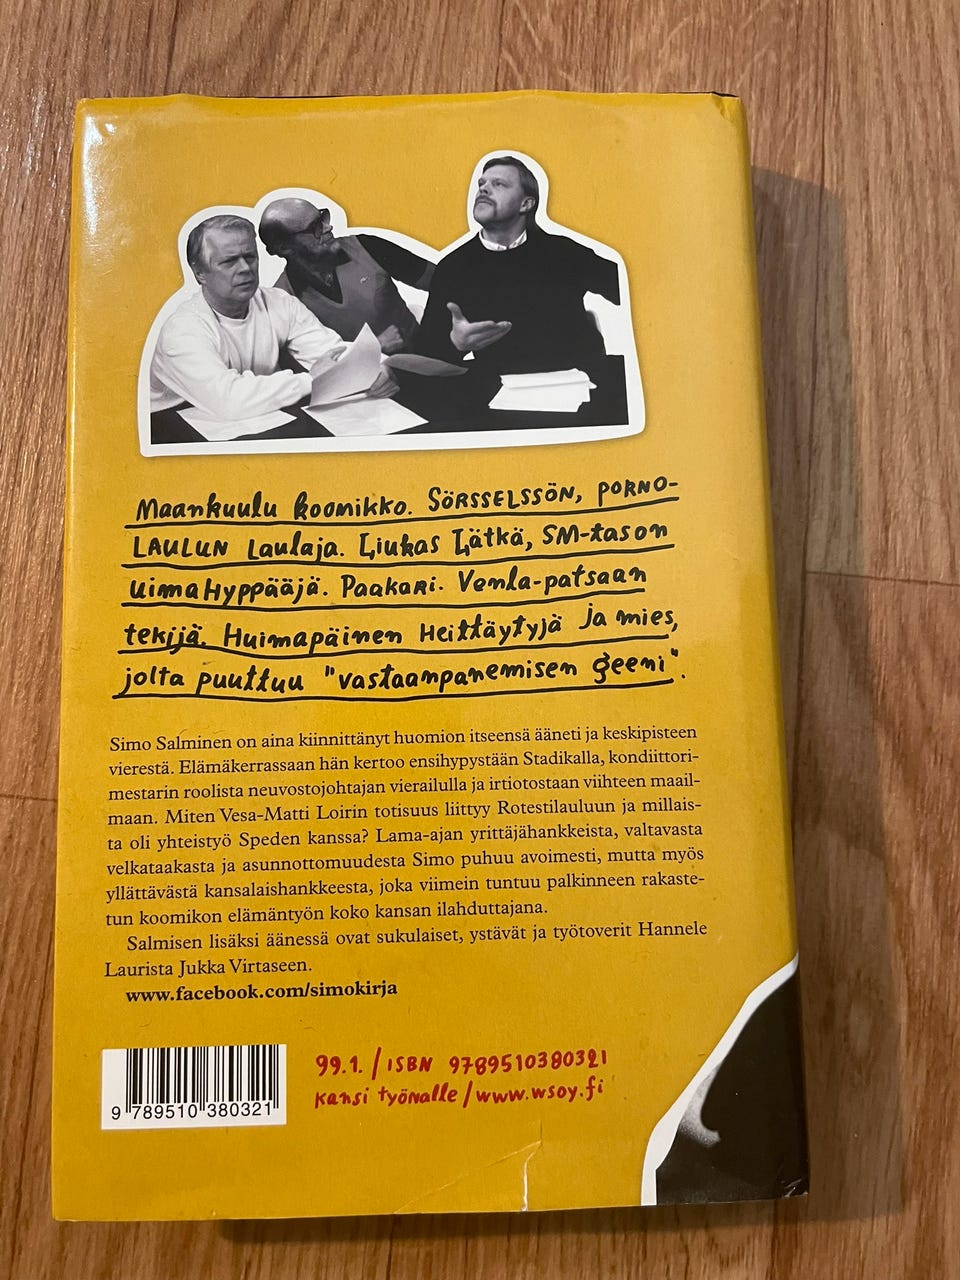 Maankuulu koomikko. SÖRSSELSSÖN, PORNO-
LAULUN Laulaja. Liukas Lätkä, SM-tason
uimaHyppääjä. Paakari. Venla-patsaan
tekijä. Huimapäinen Heittäytyjä ja mies,
jolta puuttuu "vastaanpanemisen geeni".
Simo Salminen on aina kiinnittänyt huomion itseensä ääneti ja keskipisteen
vierestä. Elämäkerrassaan hän kertoo ensihypystään Stadikalla, kondiittori-
mestarin roolista neuvostojohtajan vierailulla ja irtiotostaan viihteen maail-
maan. Miten Vesa-Matti Loirin totisuus liittyy Rotestilauluun ja millais-
ta oli yhteistyö Speden kanssa? Lama-ajan yrittäjähankkeista, valtavasta
velkataakasta ja asunnottomuudesta Simo puhuu avoimesti, mutta myös
yllättävästä kansalaishankkeesta, joka viimein tuntuu palkinneen rakaste-
tun koomikon elämäntyön koko kansan ilahduttajana.
Salmisen lisäksi äänessä ovat sukulaiset, ystävät ja työtoverit Hannele
Laurista Jukka Virtaseen.
www.facebook.com/simokirja
99.1./ISBN 9789510380321
kansi työmalle/www.wsoy.fi
9 789510 380321